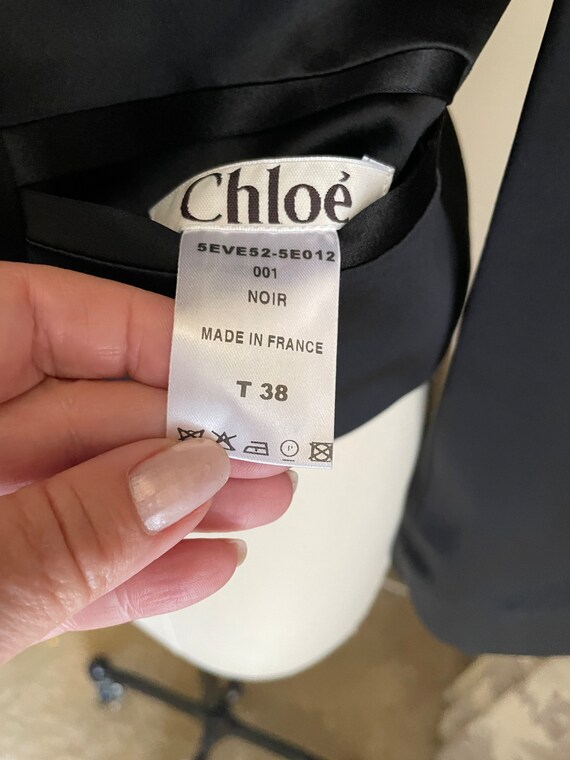 Chloé
5EVE52-5E012
001
NOIR
MADE IN FRANCE
T 38